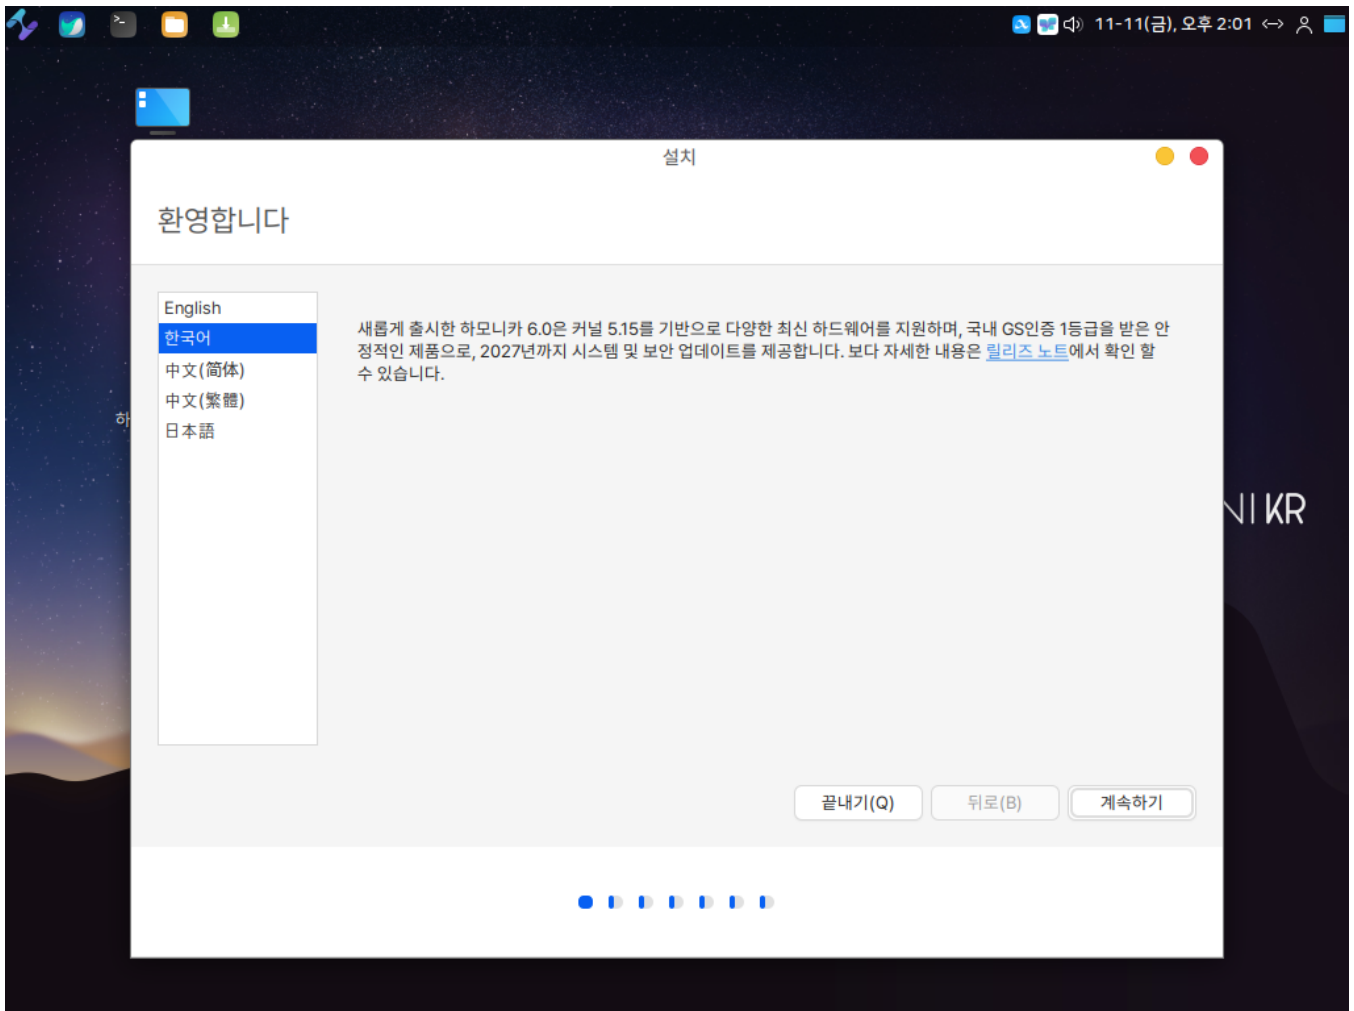 11-11(금), 오후 2:01
설치
환영합니다
English
한국어
中文(简体)
中文(繁體)
日本語
새롭게 출시한 하모니카 6.0은 커널 5.15를 기반으로 다양한 최신 하드웨어를 지원하며, 국내 GS인증 1등급을 받은 안
정적인 제품으로, 2027년까지 시스템 및 보안 업데이트를 제공합니다. 보다 자세한 내용은 릴리즈 노트에서 확인 할
수 있습니다.
하
NI KR
끝내기(Q)
뒤로(B)
계속하기